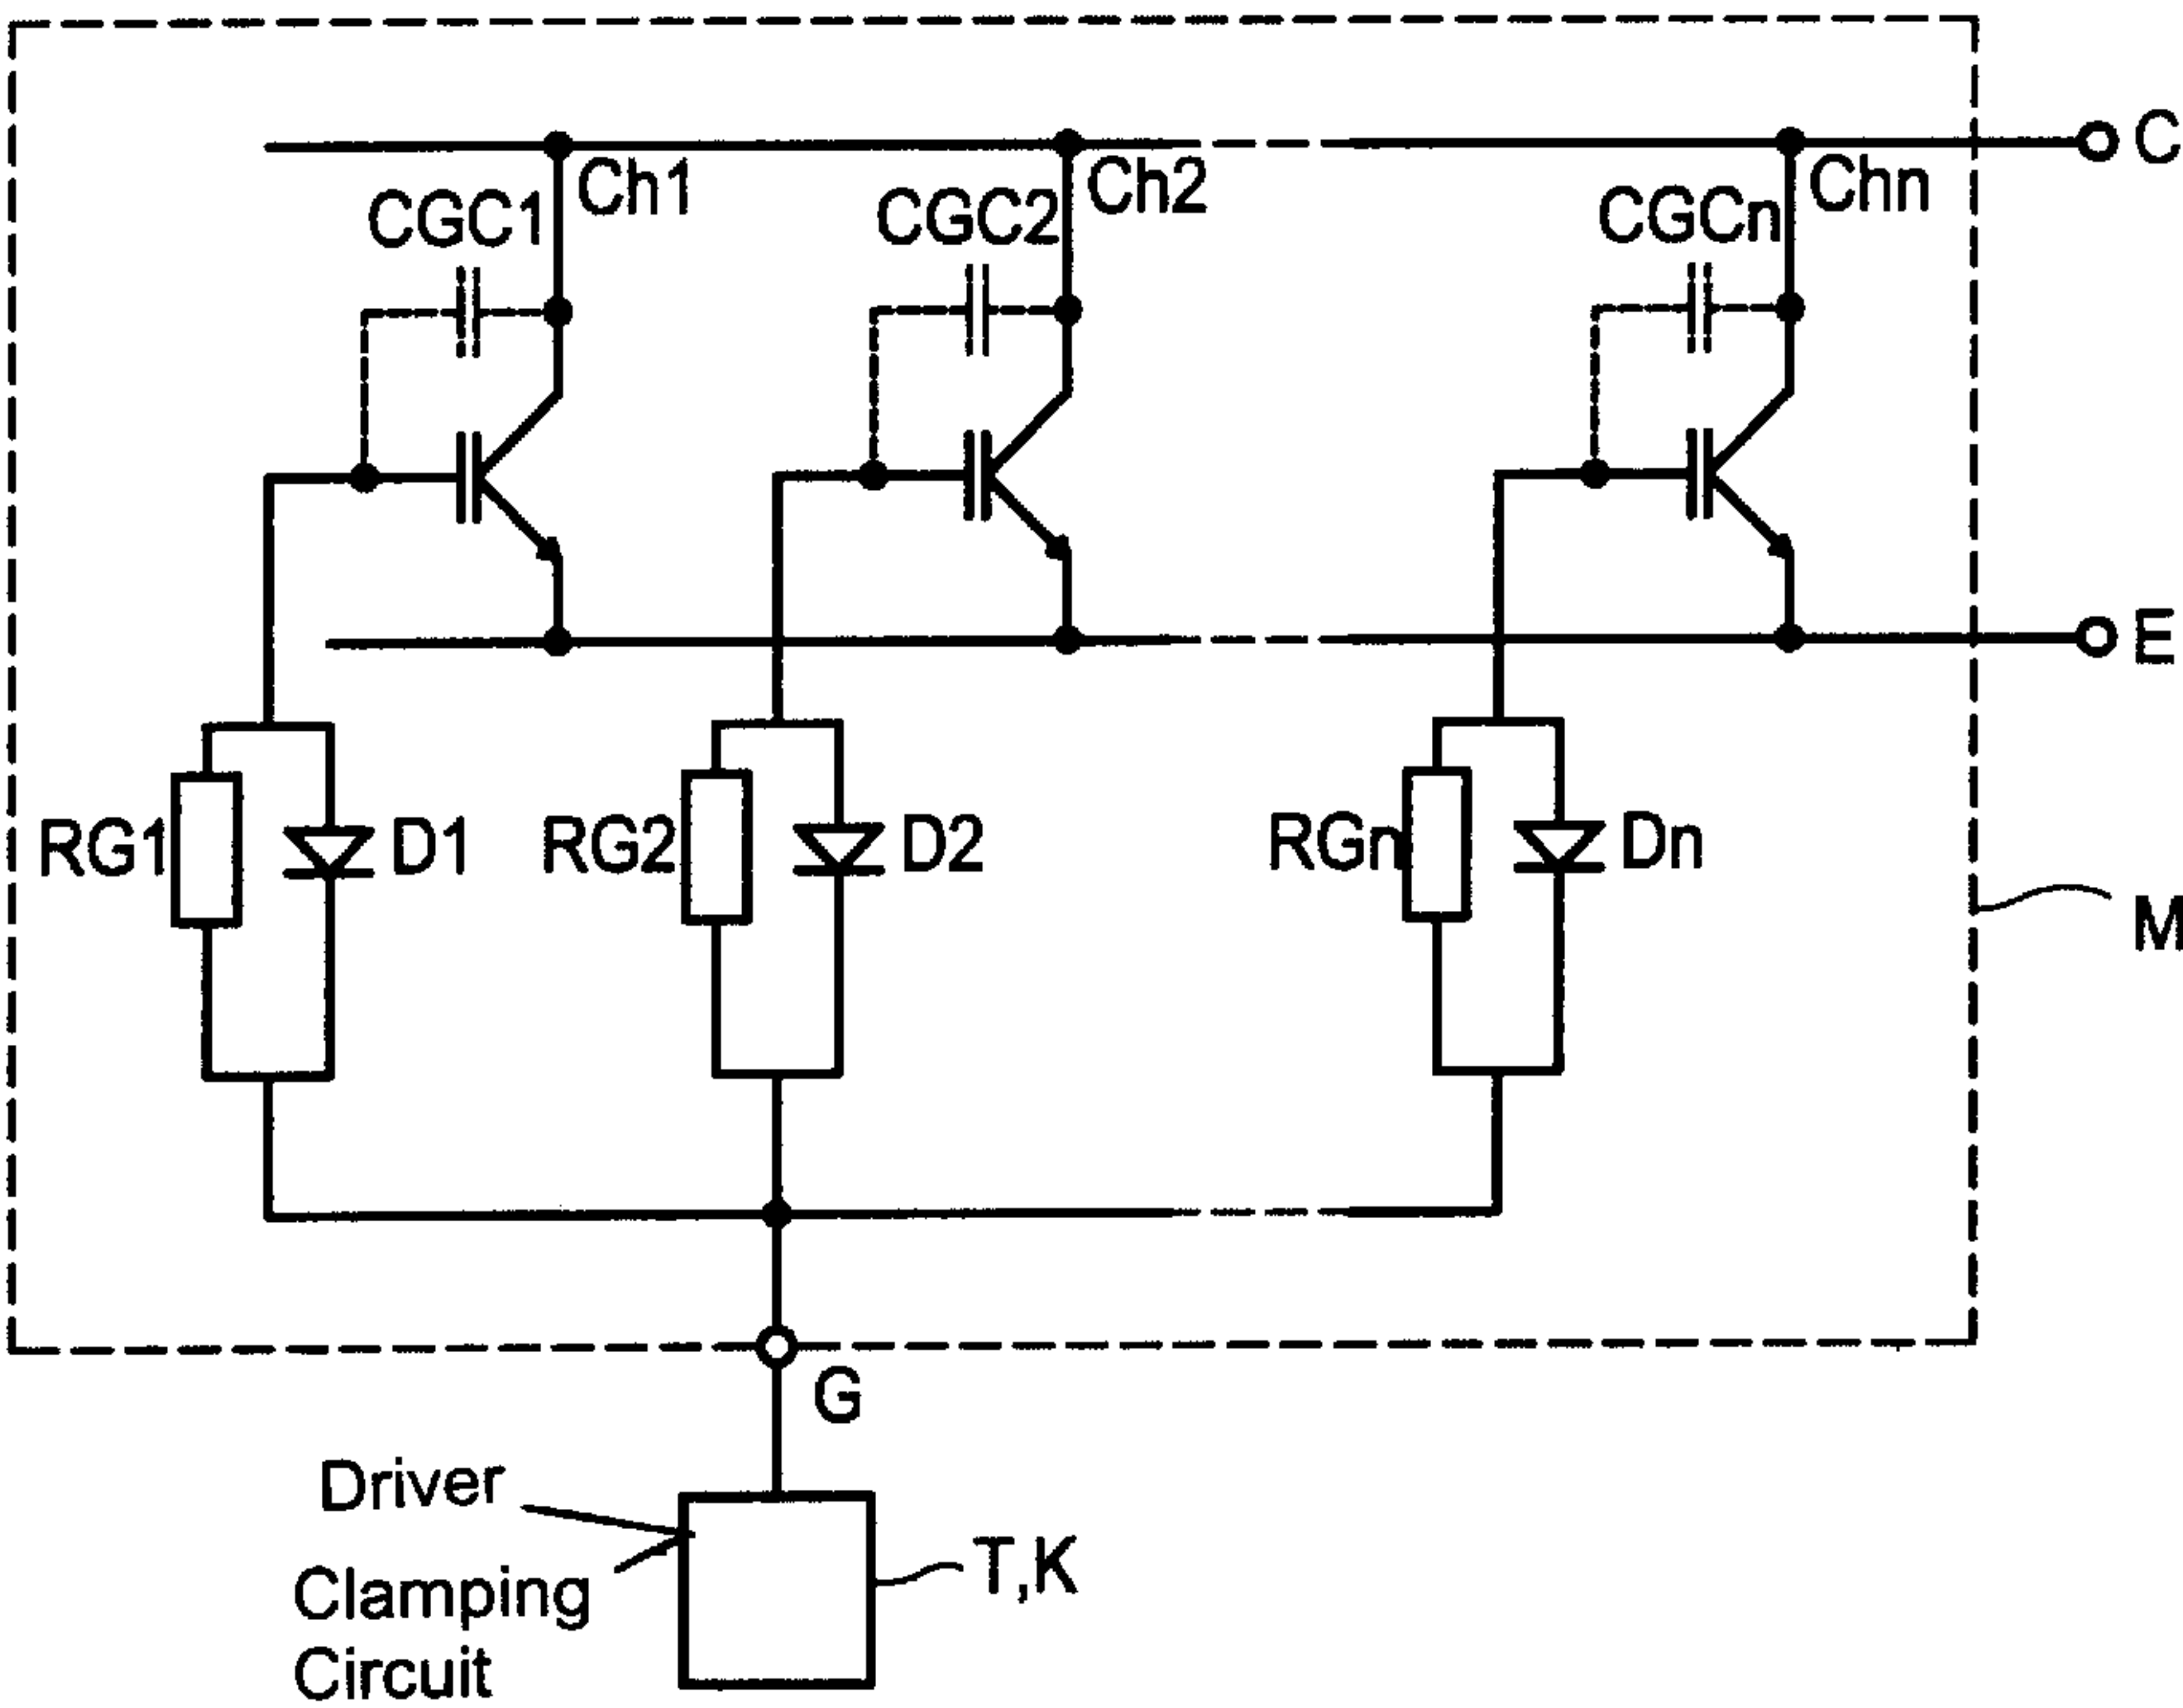 C
Ch1
Ch2
Chn
CGC1
CGC2
CGCn
E
RG1
D1
RG2
D2
RGn
Dn
M
G
Driver
T,K
Clamping
Circuit